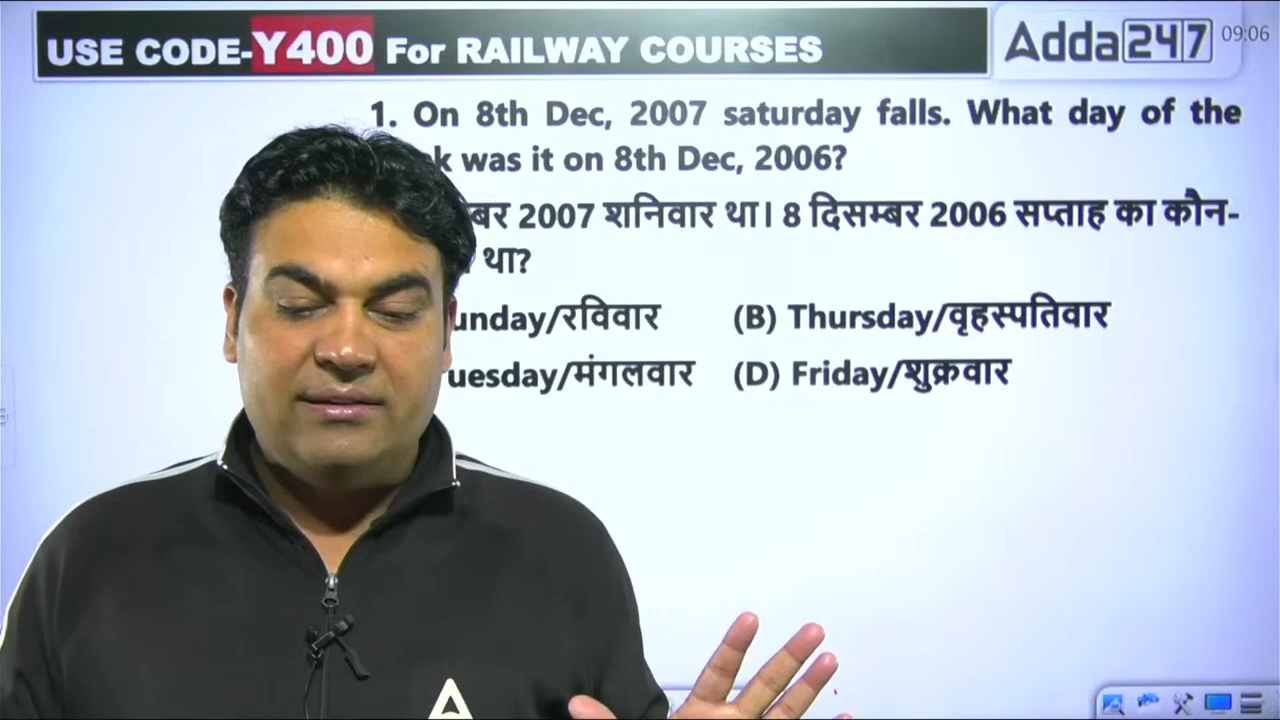 USE CODE-Y400 For RAILWAY COURSES
Adda247
09:06
1. On 8th Dec, 2007 saturday falls. What day of the
was it on 8th Dec, 2006?
2007 शनिवार था। 8 दिसम्बर 2006 सप्ताह का कौन-
था?
unday/रविवार (B) Thursday/वृहस्पतिवार
uesday/मंगलवार (D) Friday/शुक्रवार